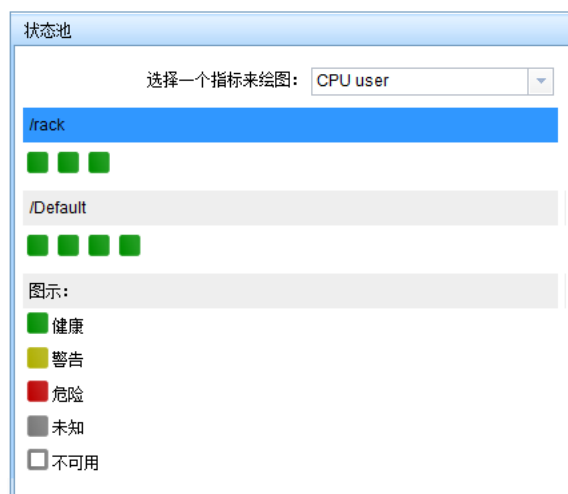 状态池
选择一个指标来绘图： CPU user
/rack
/Default
图示：
健康
警告
危险
未知
不可用